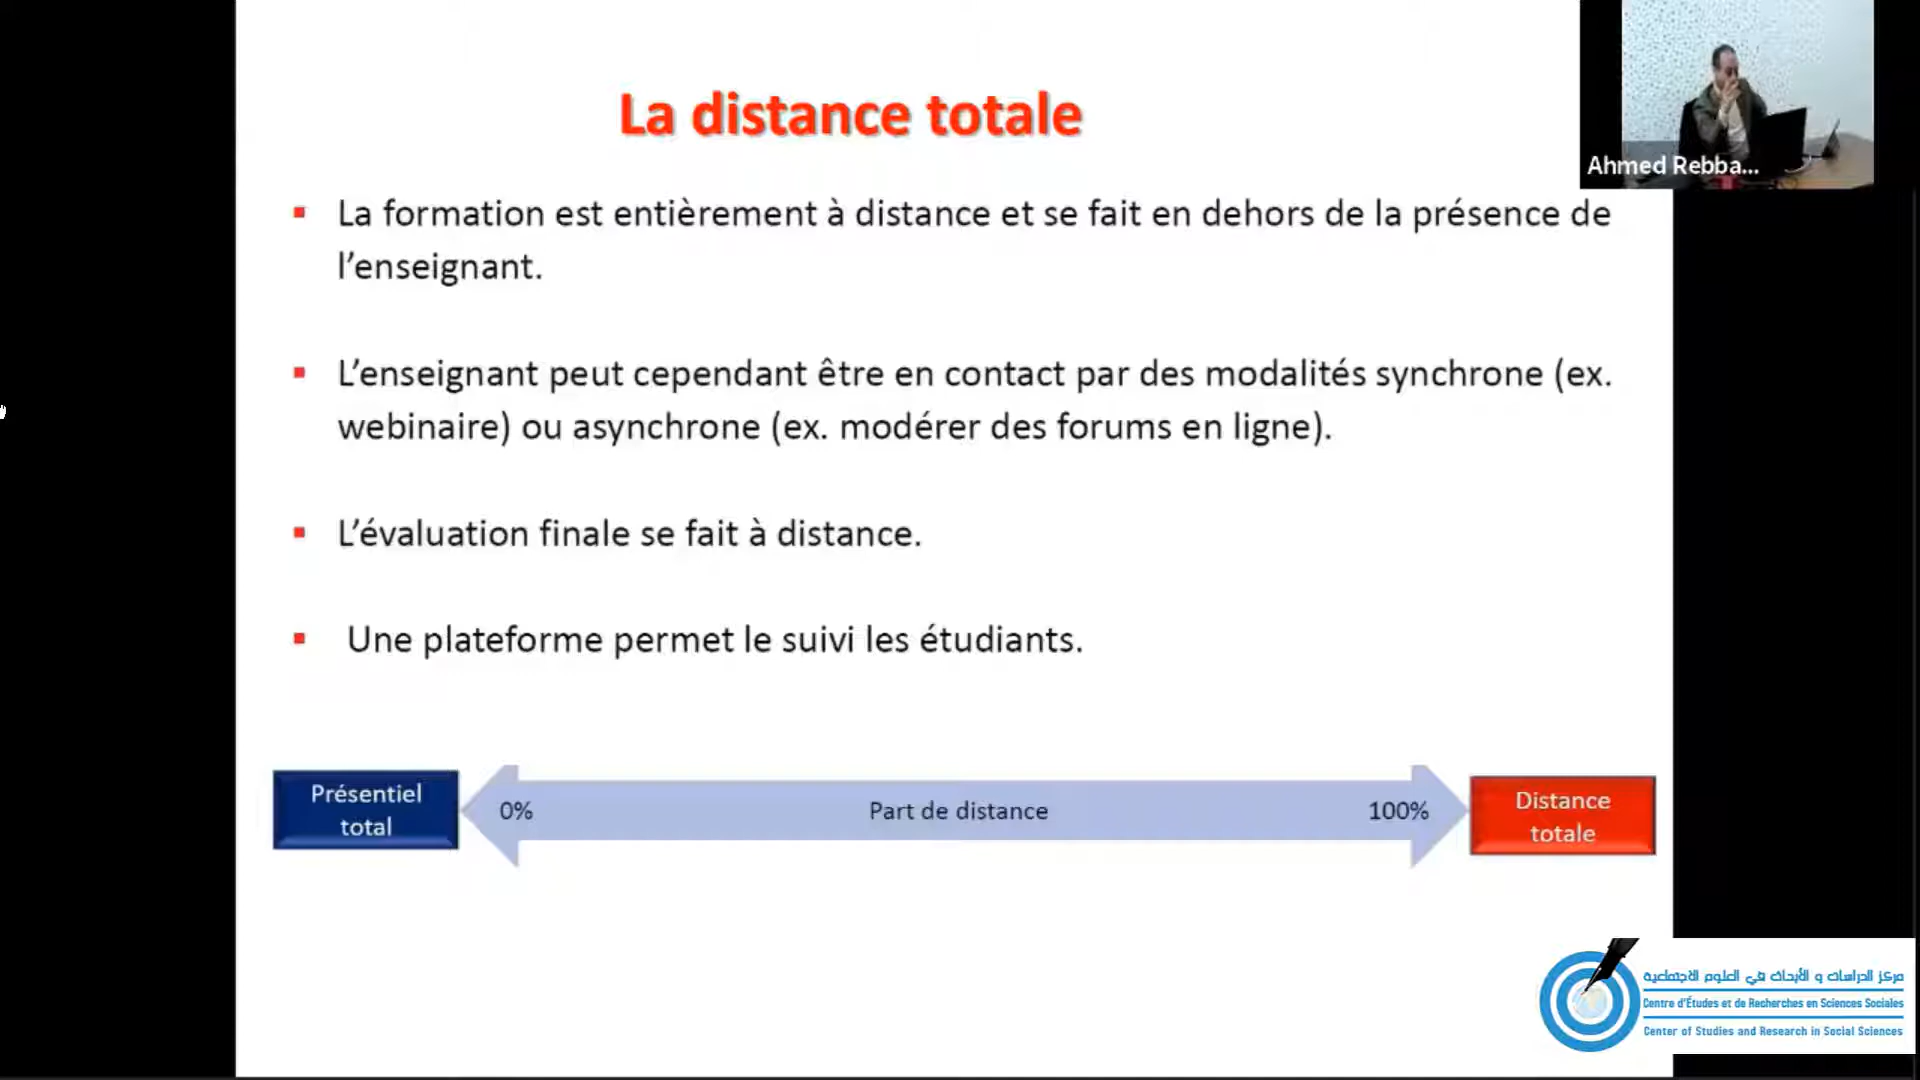 La distance totale
Ahmed Rebba...
▪ La formation est entièrement à distance et se fait en dehors de la présence de
l’enseignant.
▪ L’enseignant peut cependant être en contact par des modalités synchrone (ex.
webinaire) ou asynchrone (ex. modérer des forums en ligne).
▪ L’évaluation finale se fait à distance.
▪ Une plateforme permet le suivi les étudiants.
Présentiel
total
0%
Part de distance
100%
Distance
totale
مركز الدراسات و الأبحاث في العلوم الاجتماعية
Centre d’Études et de Recherches en Sciences Sociales
Center of Studies and Research in Social Sciences